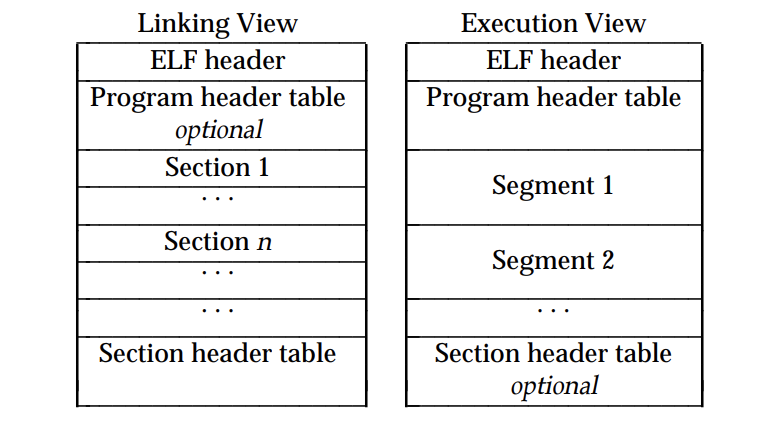 Linking View
ELF header
Program header table
optional
Section 1
. . .
Section n
. . .
. . .
Section header table
Execution View
ELF header
Program header table
Segment 1
Segment 2
. . .
Section header table
optional